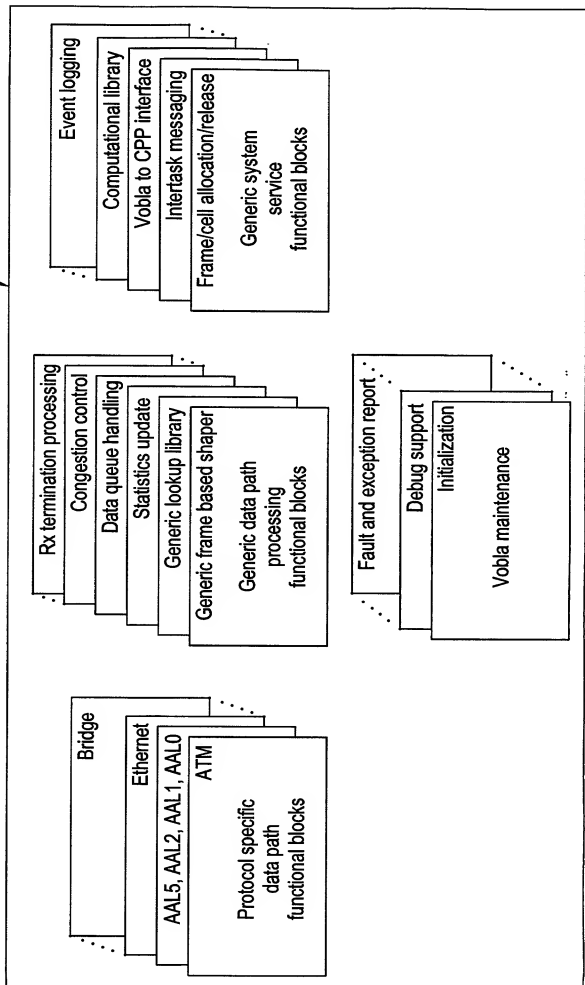 Bridge
Ethernet
AAL5, AAL2, AAL1, AAL0
ATM
Protocol specific
data path
functional blocks
Rx termination processing
Congestion control
Data queue handling
Statistics update
Generic lookup library
Generic frame based shaper
Generic data path
processing
functional blocks
Event logging
Computational library
Vobla to CPP interface
Intertask messaging
Frame/cell allocation/release
Generic system
service
functional blocks
Fault and exception report
Debug support
Initialization
Vobla maintenance